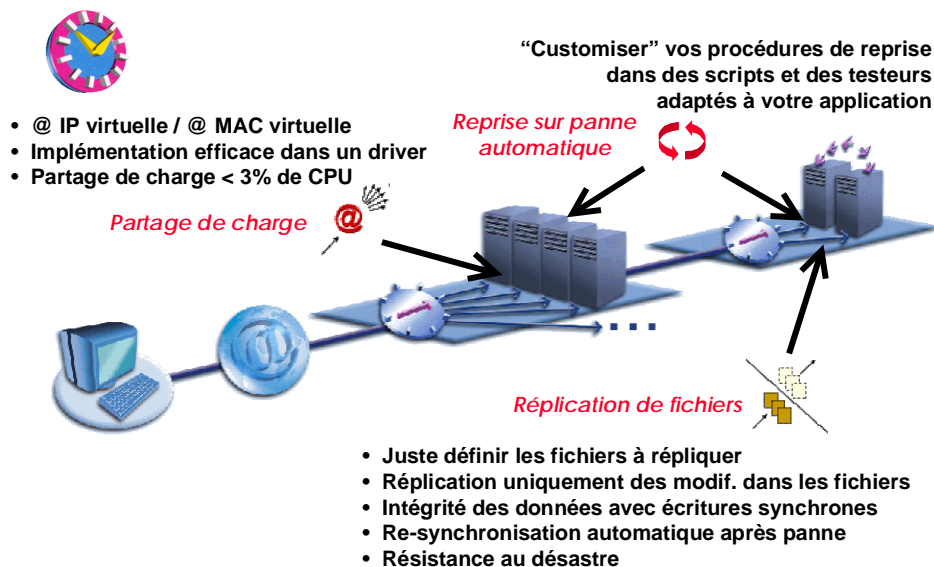 “Customiser” vos procédures de reprise
dans des scripts et des testeurs
adaptés à votre application
• @ IP virtuelle / @ MAC virtuelle
• Implémentation efficace dans un driver
• Partage de charge < 3% de CPU
Reprise sur panne
automatique
Partage de charge
@
@
Réplication de fichiers
• Juste définir les fichiers à répliquer
• Réplication uniquement des modif. dans les fichiers
• Intégrité des données avec écritures synchrones
• Re-synchronisation automatique après panne
• Résistance au désastre